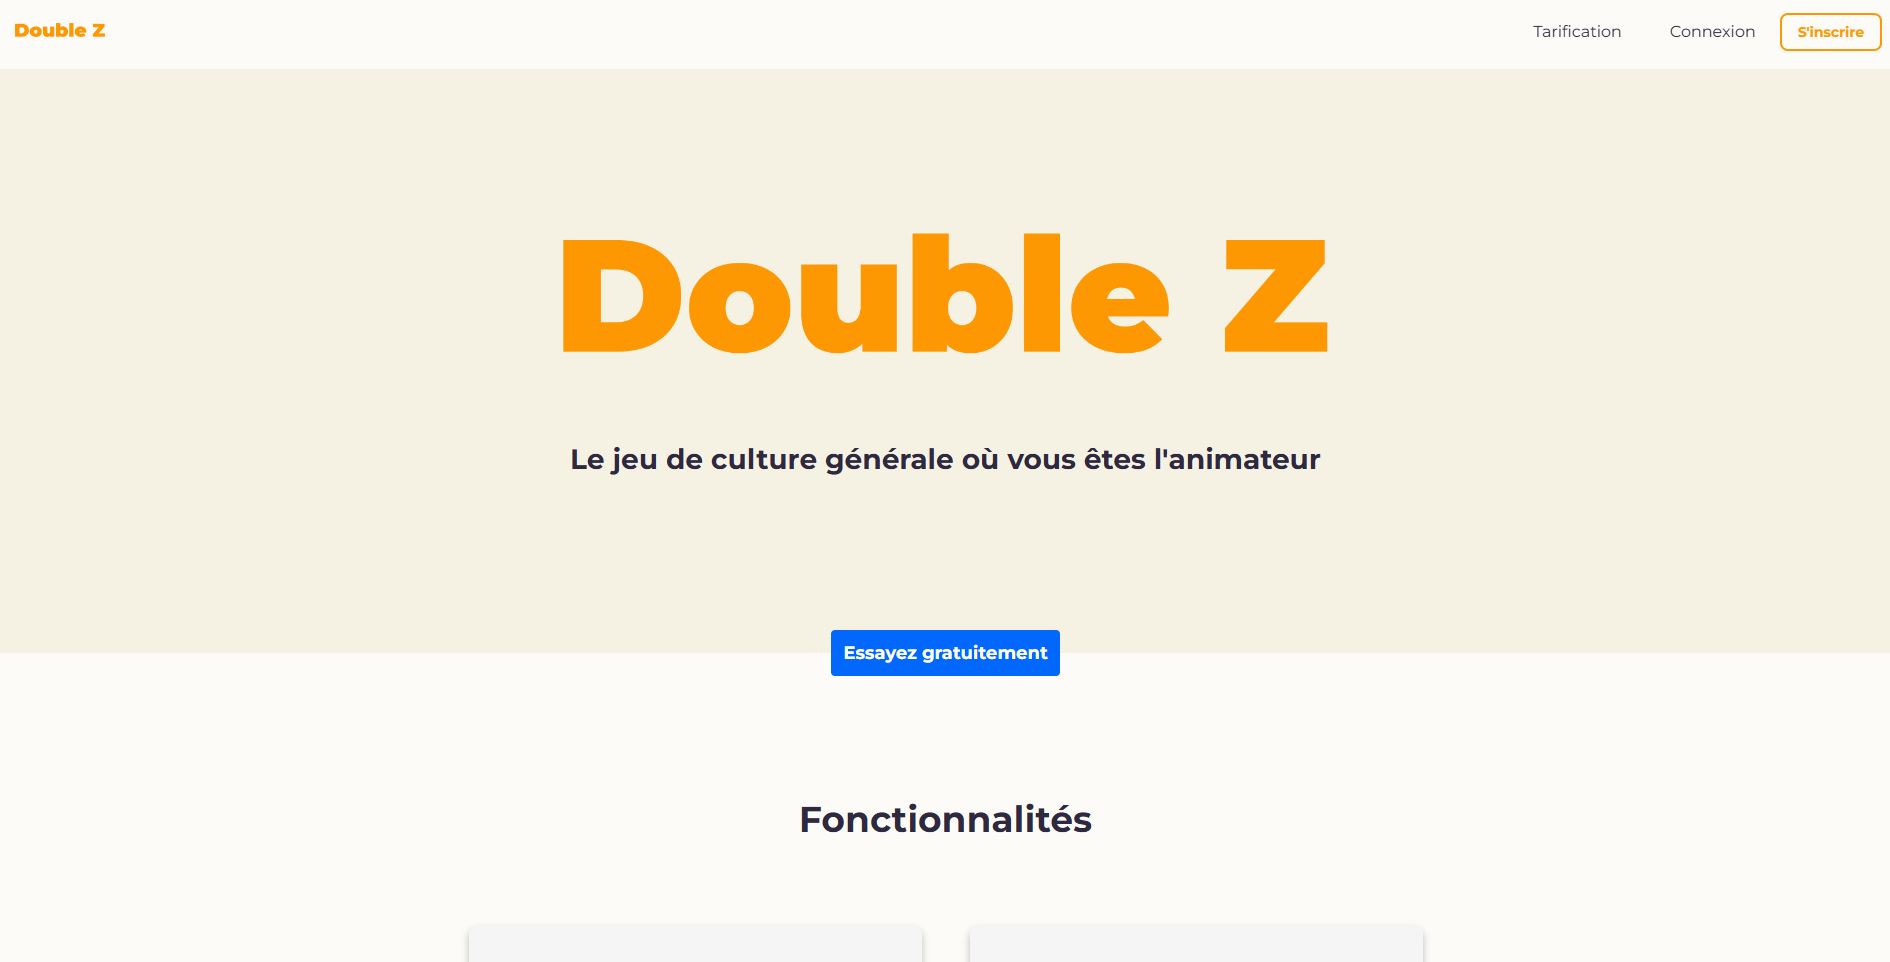 Double Z
Tarification
Connexion
S'inscrire
Double Z
Le jeu de culture générale où vous êtes l'animateur
Essayez gratuitement
Fonctionnalités